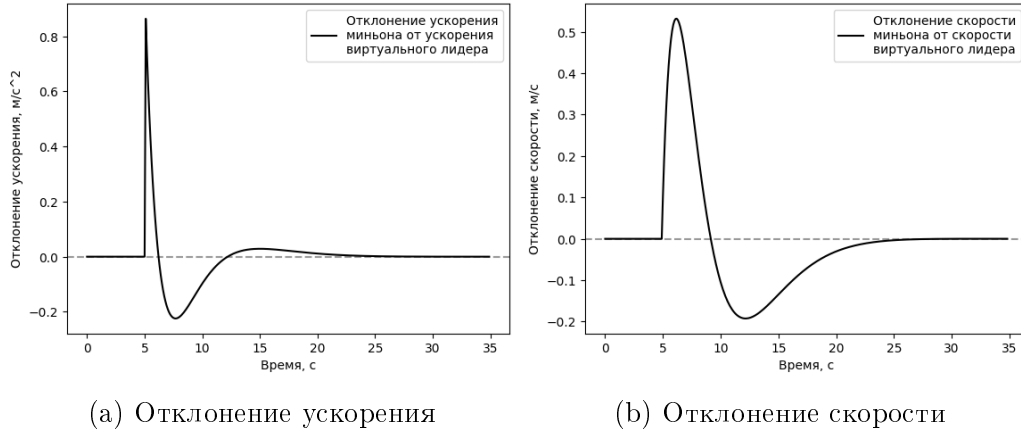 Отклонение ускорения
миньона от ускорения
виртуального лидера
Отклонение ускорения, м/с^2
0.8
0.6
0.4
0.2
0.0
−0.2
0 5 10 15 20 25 30 35
Время, с
(a) Отклонение ускорения
Отклонение скорости
миньона от скорости
виртуального лидера
Отклонение скорости, м/с
0.5
0.4
0.3
0.2
0.1
0.0
−0.1
−0.2
0 5 10 15 20 25 30 35
Время, с
(b) Отклонение скорости